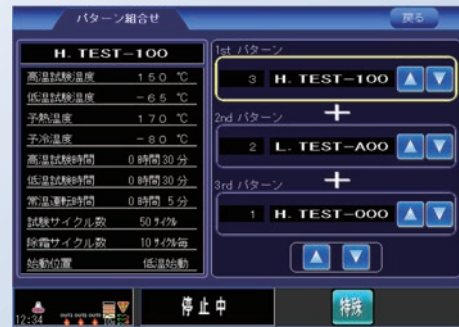 パターン組合せ
戻る
H. TEST-100
高温試験温度 150 ℃
低温試験温度 -65 ℃
予熱温度 170 ℃
予冷温度 -80 ℃
高温試験時間 0時間30分
低温試験時間 0時間30分
常温運転時間 0時間 5分
試験サイクル数 50サイクル
除霜サイクル数 10サイクル毎
始動位置 低温始動
1st パターン
3 H. TEST-100
+
2nd パターン
2 L. TEST-A00
+
3rd パターン
1 H. TEST-000
12:34
停止中
特殊